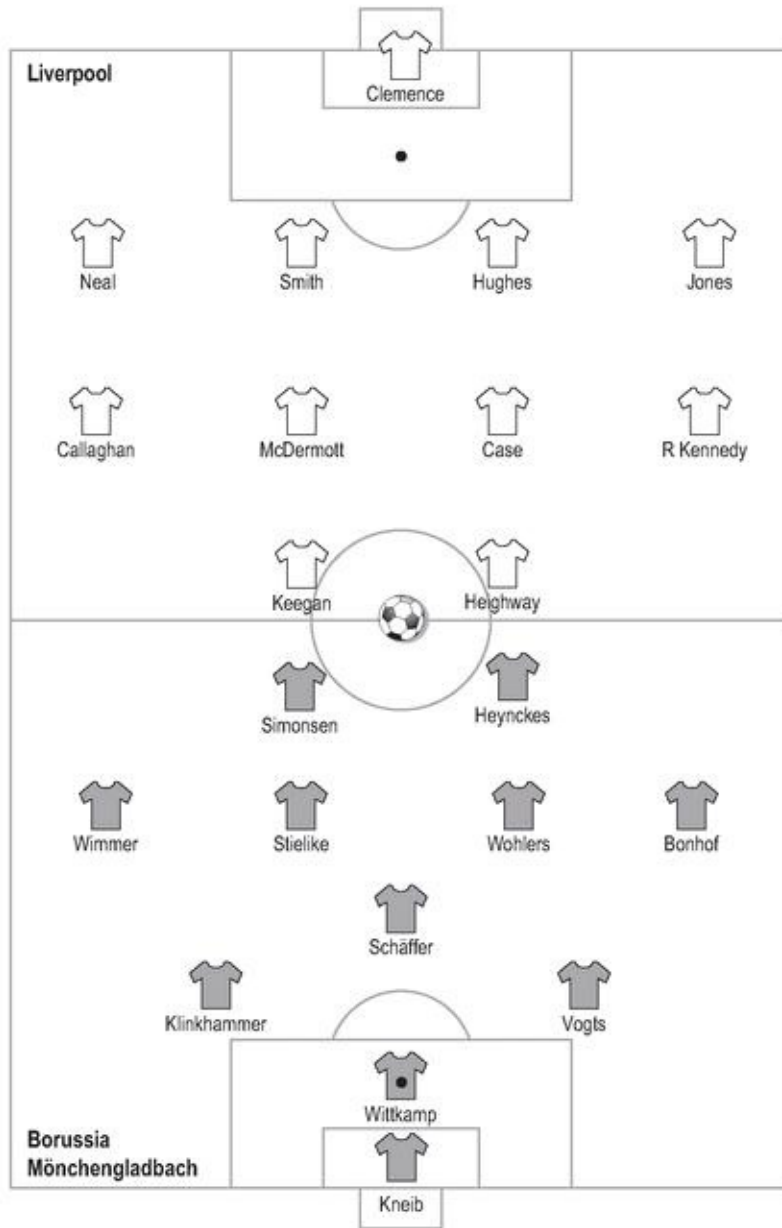 Liverpool
Clemence
Neal Smith Hughes Jones
Callaghan McDermott Case R Kennedy
Keegan Heighway
Simonsen Heynckes
Wimmer Stielike Wohlers Bonhof
Schäffer
Klinkhammer Vogts
Wittkamp
Borussia
Mönchengladbach
Kneib